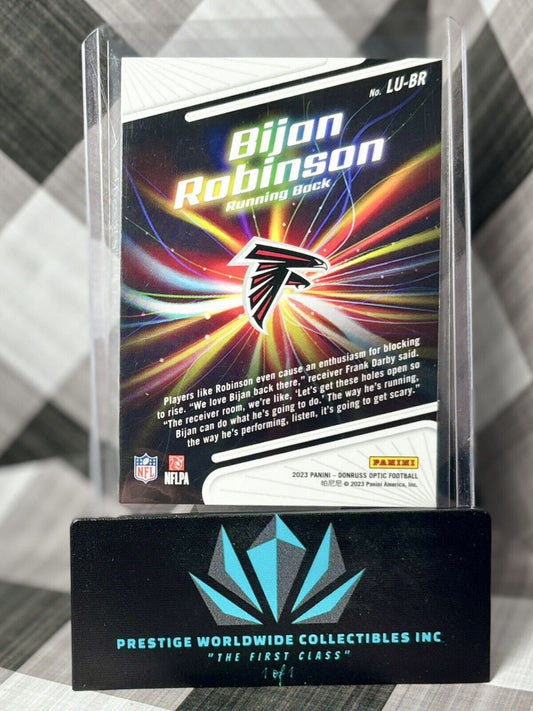 No. LU-BR
Bijan
Robinson
Running Back
Players like Robinson even cause an enthusiasm for blocking
to rise. "We love Bijan back there," receiver Frank Darby said.
"The receiver room, we're like, 'Let's get these holes open so
Bijan can do what he's going to do.' The way he's running,
the way he's performing, listen, it's going to get scary."
NFL
NFLPA
PANINI
2023 PANINI – DONRUSS OPTIC FOOTBALL
帕尼尼 © 2023 Panini America, Inc.
PRESTIGE WORLDWIDE COLLECTIBLES INC
"THE FIRST CLASS"
1 of 1